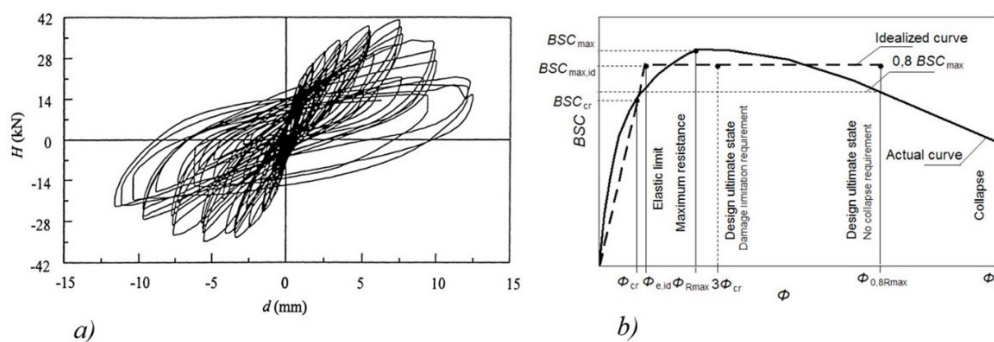 42
28
14
0
-14
-28
-42
H (kN)
-15
-10
-5
0
5
10
15
d (mm)
a)
BSCmax
BSCmax,id
BSCcr
BSC
Idealized curve
0,8 BSCmax
Actual curve
Elastic limit
Maximum resistance
Design ultimate state
Damage limitation requirement
Design ultimate state
No collapse requirement
Collapse
Φcr
Φe,id
ΦRmax
3Φcr
Φ
Φ0,8Rmax
Φ
b)